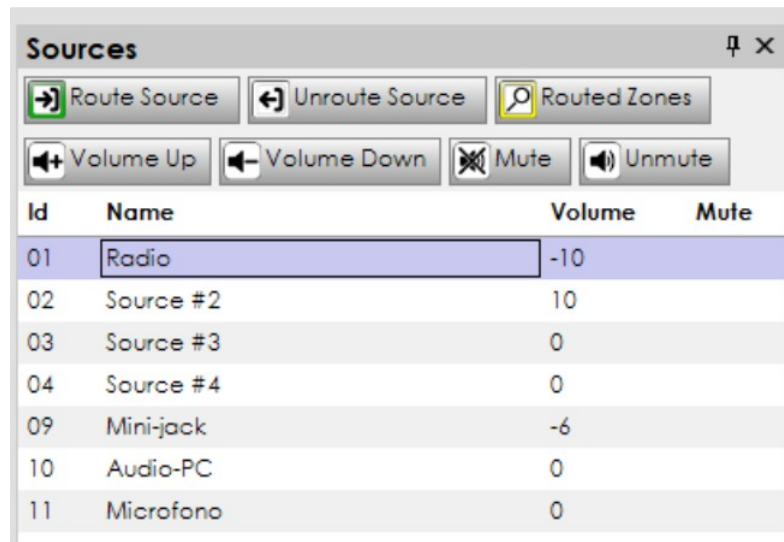 Sources
Route Source Unroute Source Routed Zones
Volume Up Volume Down Mute Unmute
Id Name Volume Mute
01 Radio -10
02 Source #2 10
03 Source #3 0
04 Source #4 0
09 Mini-jack -6
10 Audio-PC 0
11 Microfono 0